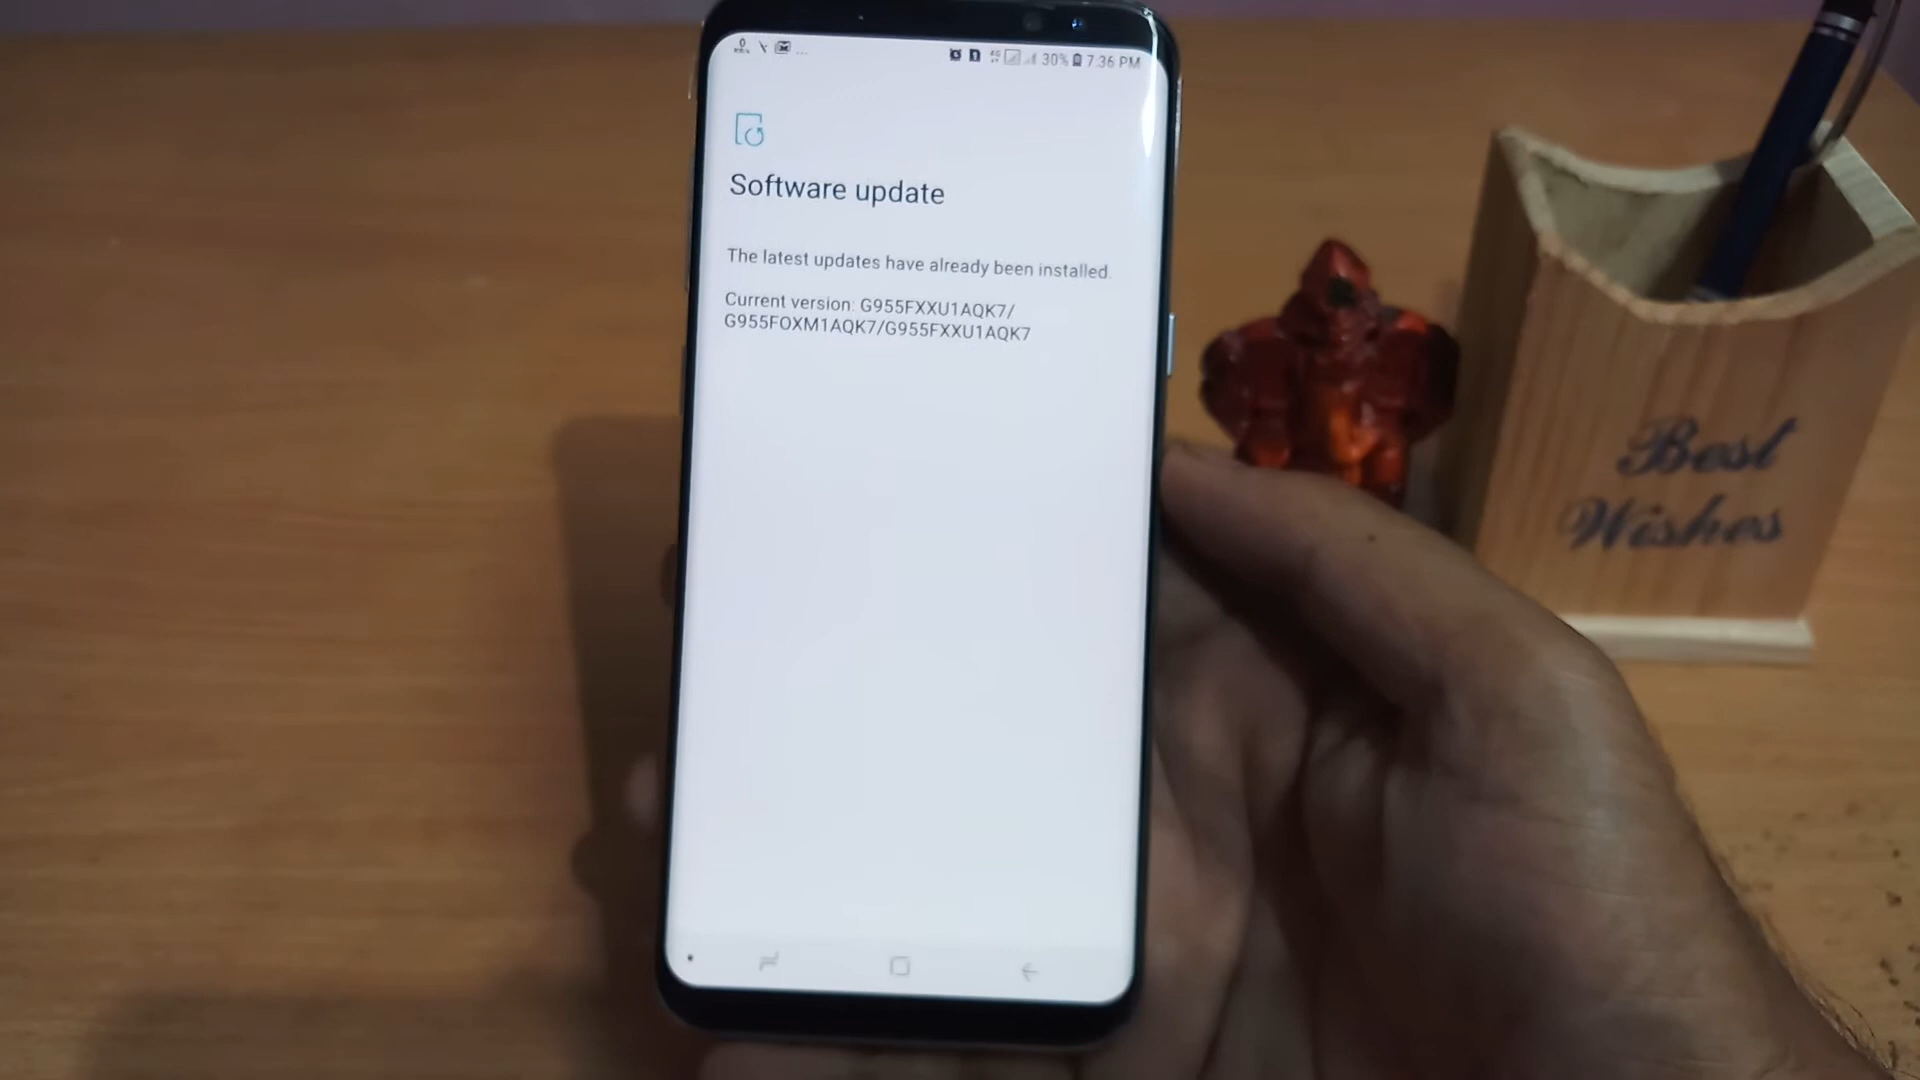 30% 7:36 PM
Software update
The latest updates have already been installed.
Current version: G955FXXU1AQK7/
G955FOXM1AQK7/G955FXXU1AQK7
Best
Wishes